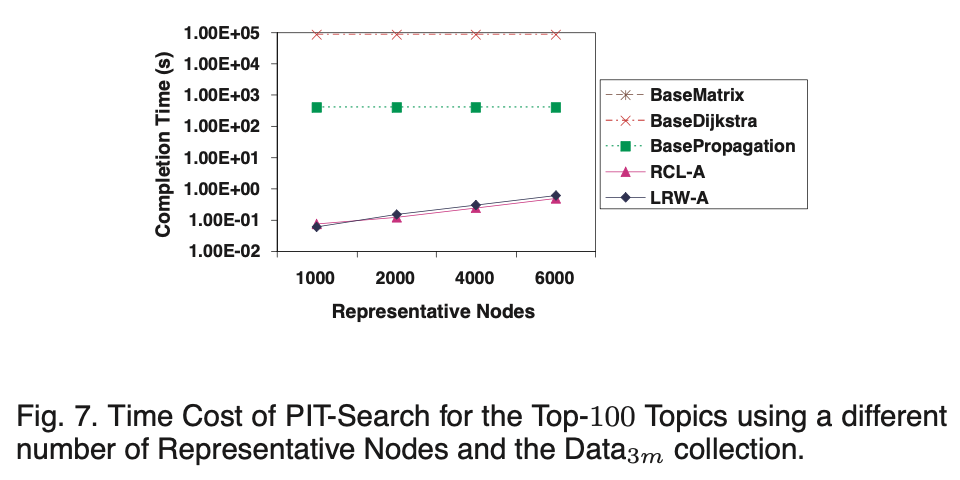 1.00E+05
1.00E+04
1.00E+03
1.00E+02
1.00E+01
1.00E+00
1.00E-01
1.00E-02
Completion Time (s)
1000 2000 4000 6000
Representative Nodes
BaseMatrix
BaseDijkstra
BasePropagation
RCL-A
LRW-A
Fig. 7. Time Cost of PIT-Search for the Top-100 Topics using a different
number of Representative Nodes and the Data3m collection.